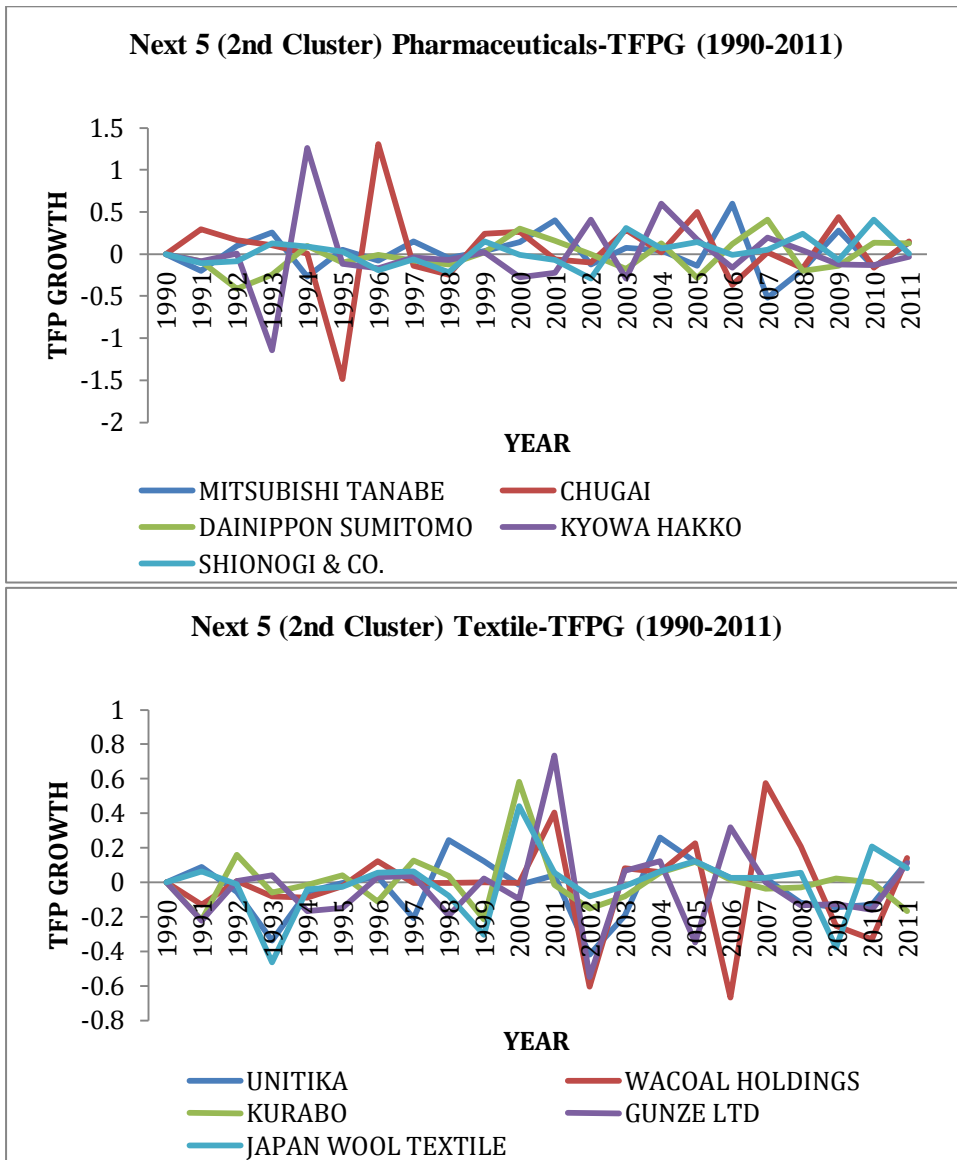 Next 5 (2nd Cluster) Pharmaceuticals-TFPG (1990-2011)
1.5
1
0.5
0
-0.5
-1
-1.5
-2
TFP GROWTH
1990 1991 1992 1993 1994 1995 1996 1997 1998 1999 2000 2001 2002 2003 2004 2005 2006 2007 2008 2009 2010 2011
YEAR
MITSUBISHI TANABE CHUGAI
DAINIPPON SUMITOMO KYOWA HAKKO
SHIONOGI & CO.
Next 5 (2nd Cluster) Textile-TFPG (1990-2011)
1
0.8
0.6
0.4
0.2
0
-0.2
-0.4
-0.6
-0.8
TFP GROWTH
1990 1991 1992 1993 1994 1995 1996 1997 1998 1999 2000 2001 2002 2003 2004 2005 2006 2007 2008 2009 2010 2011
YEAR
UNITIKA WACOAL HOLDINGS
KURABO GUNZE LTD
JAPAN WOOL TEXTILE